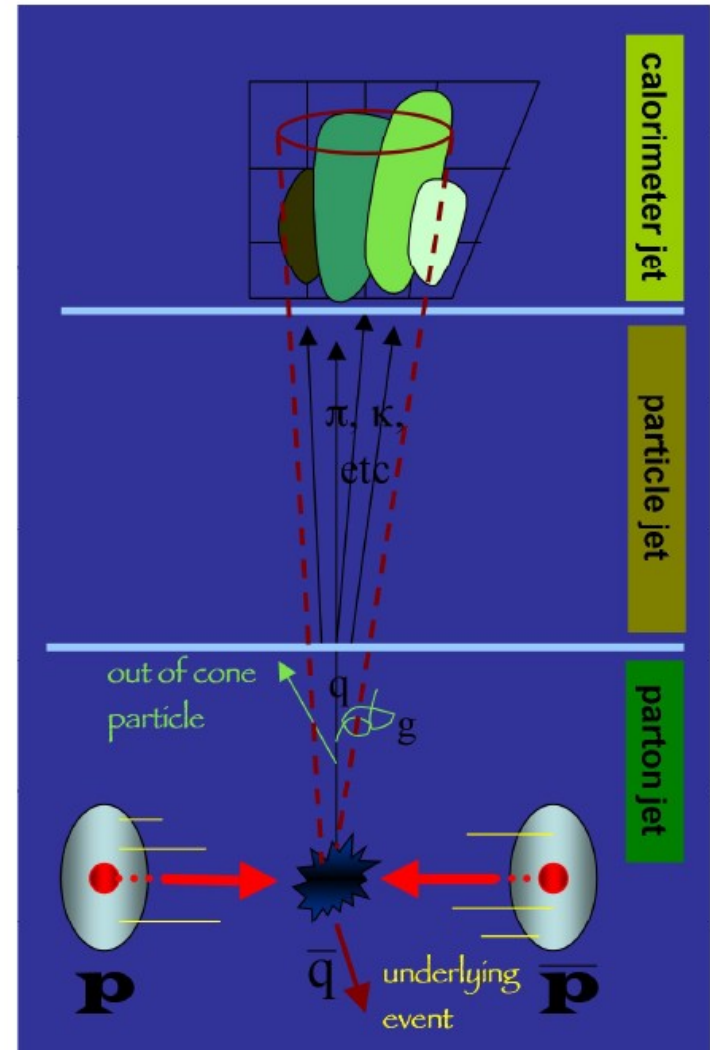 calorimeter jet
π, κ,
etc
particle jet
out of cone
particle
q
g
parton jet
p
q̅
underlying
event
p̅